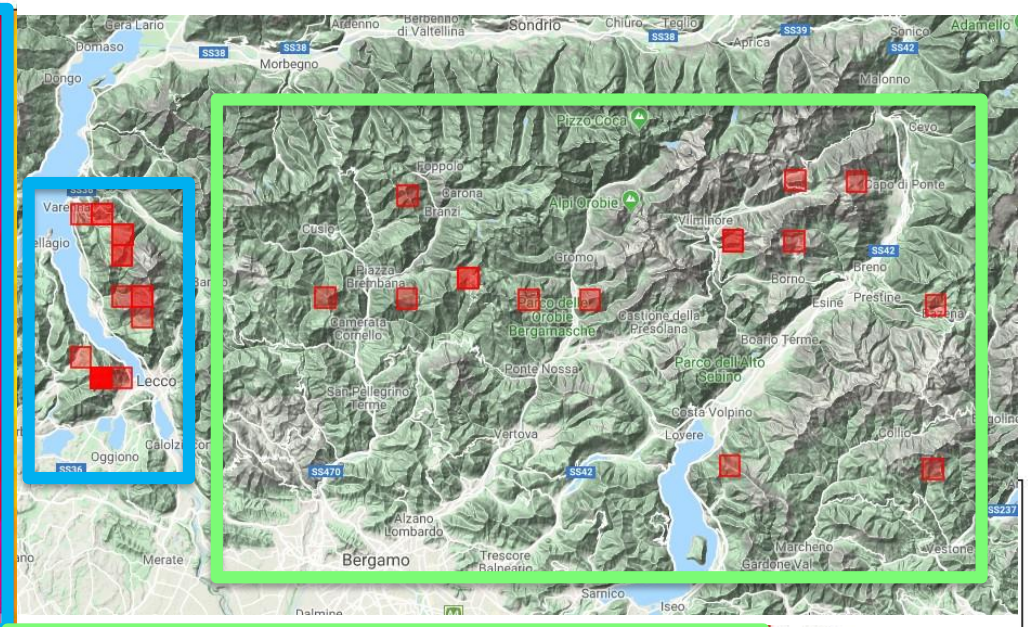 Gera Lario
Ardenno
Berbenno
di Valtellina
Sondrio
Chiuro
Teglio
SS39
Sonico
Adamello
Domaso
SS38
SS38
SS38
Aprica
SS42
Morbegno
Dongo
Malonno
Pizzo Coca
Cevo
Foppolo
SS36
Carona
Capo di Ponte
Varenna
Branzi
Alpi Orobie
Vilminore
Cusio
ellagio
SS42
Gromo
Piazza
Brembana
Borno
Breno
Esine
Prestine
Parco delle
Orobie
Bergamasche
Bazena
Camerata
Cornello
Castione della
Presolana
Boario Terme
Ponte Nossa
Parco dell'Alto
Sebino
Lecco
San Pellegrino
Terme
Costa Volpino
Vertova
Lovere
Collio
Calolzi
Oggiono
SS36
SS470
SS42
SS237
Alzano
Lombardo
Merate
Bergamo
Trescore
Balneario
Marcheno
Gardone Val
Vestone
Sarnico
Iseo
Dalmine